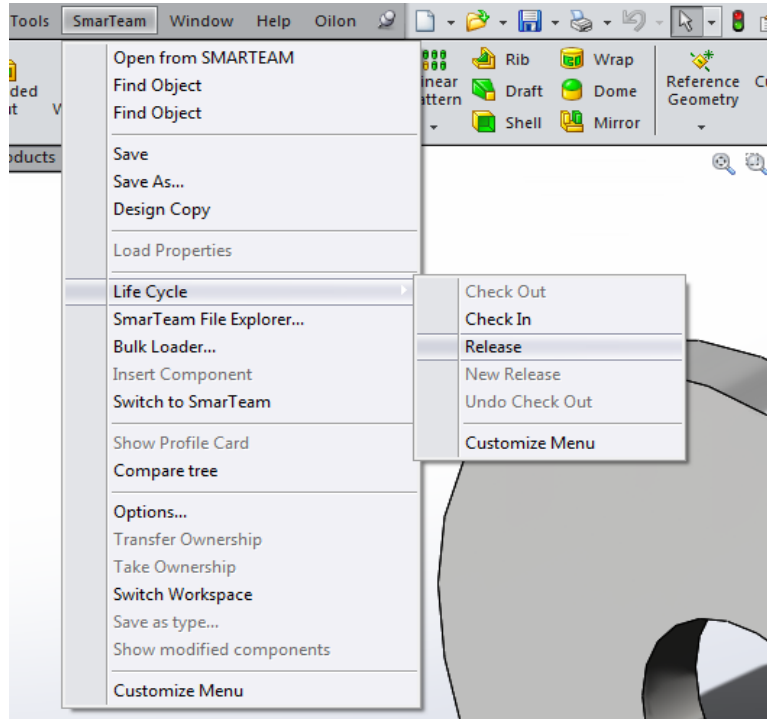 Tools SmarTeam Window Help Oilon
Rib Wrap
Draft Dome
Shell Mirror
Reference
Geometry
Open from SMARTEAM
Find Object
Find Object
Save
Save As...
Design Copy
Load Properties
Life Cycle
SmarTeam File Explorer...
Bulk Loader...
Insert Component
Switch to SmarTeam
Show Profile Card
Compare tree
Options...
Transfer Ownership
Take Ownership
Switch Workspace
Save as type...
Show modified components
Customize Menu
Check Out
Check In
Release
New Release
Undo Check Out
Customize Menu